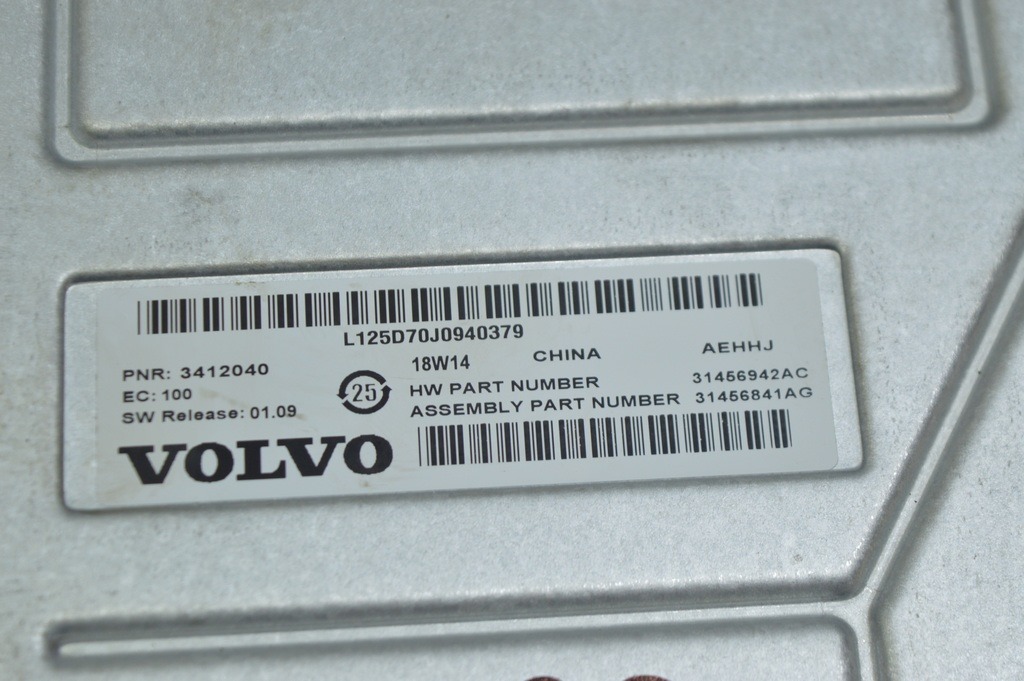 L125D70J0940379
18W14 CHINA AEHHJ
PNR: 3412040
EC: 100
SW Release: 01.09
25
HW PART NUMBER 31456942AC
ASSEMBLY PART NUMBER 31456841AG
VOLVO